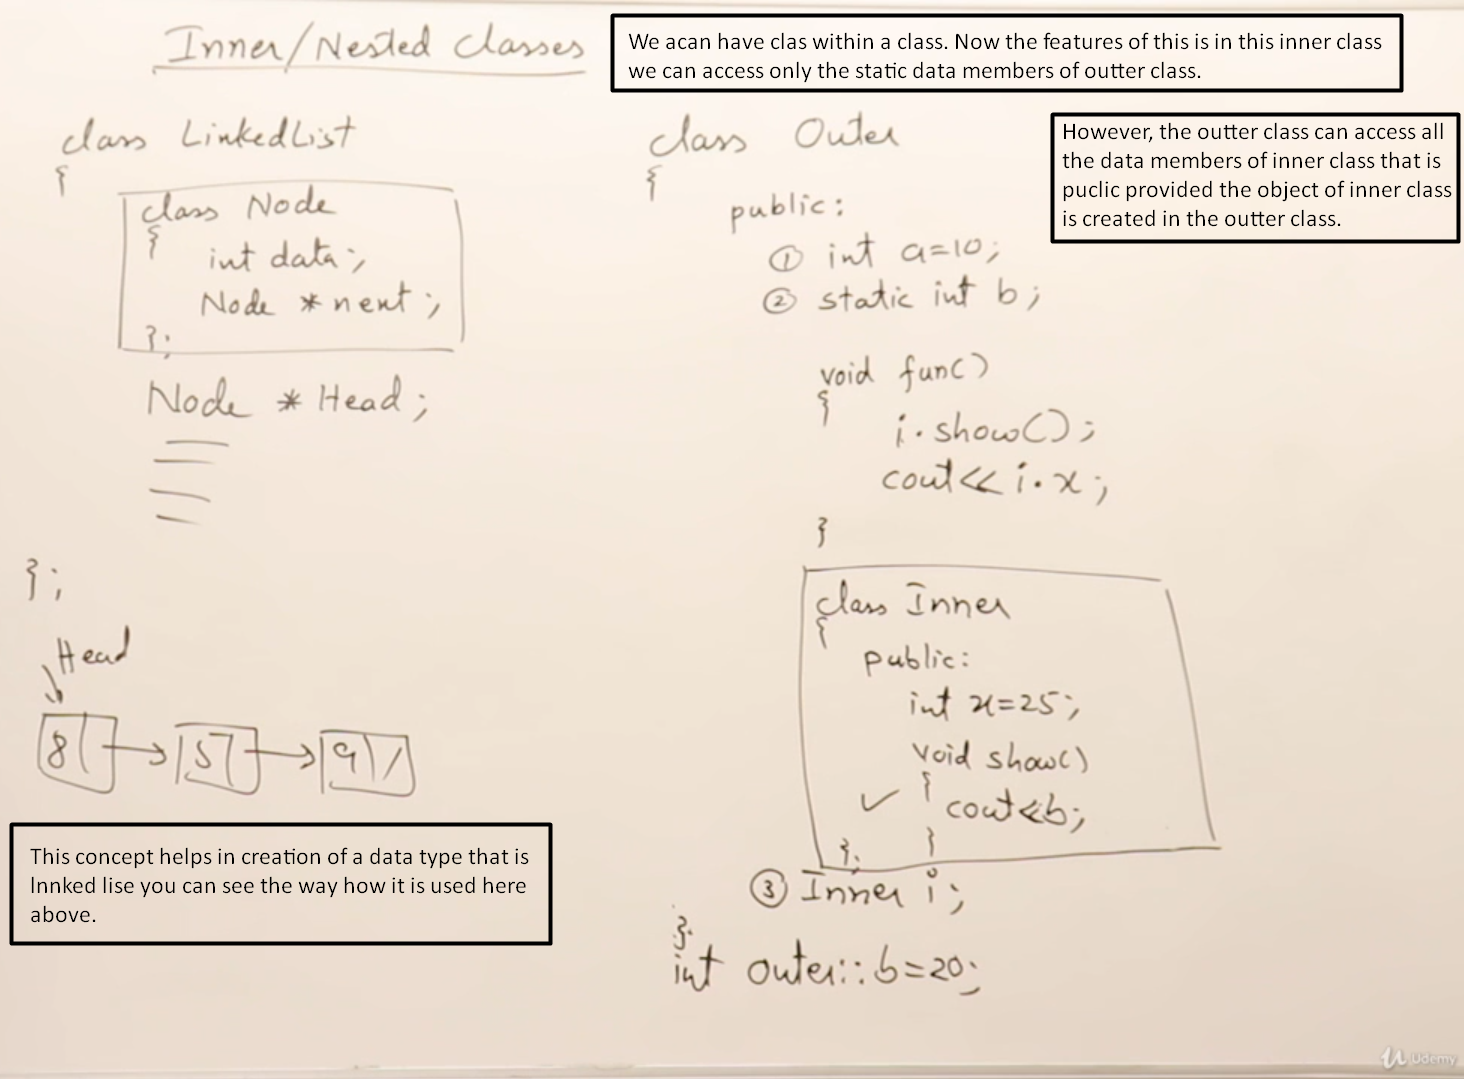 Inner/Nested Classes
We acan have clas within a class. Now the features of this is in this inner class
we can access only the static data members of outter class.
class LinkedList
{
class Node
{
int data;
Node *next;
};
Node *Head;
};
Head
8
5
9
This concept helps in creation of a data type that is
lnnked lise you can see the way how it is used here
above.
class Outer
{
However, the outter class can access all
the data members of inner class that is
puclic provided the object of inner class
is created in the outter class.
public:
① int a=10;
② static int b;
void fun()
{
i.show();
cout<<i.x;
}
class Inner
{
public:
int x=25;
void show()
{
cout<<b;
}
};
③ Inner i;
};
int Outer::b=20;
Udemy